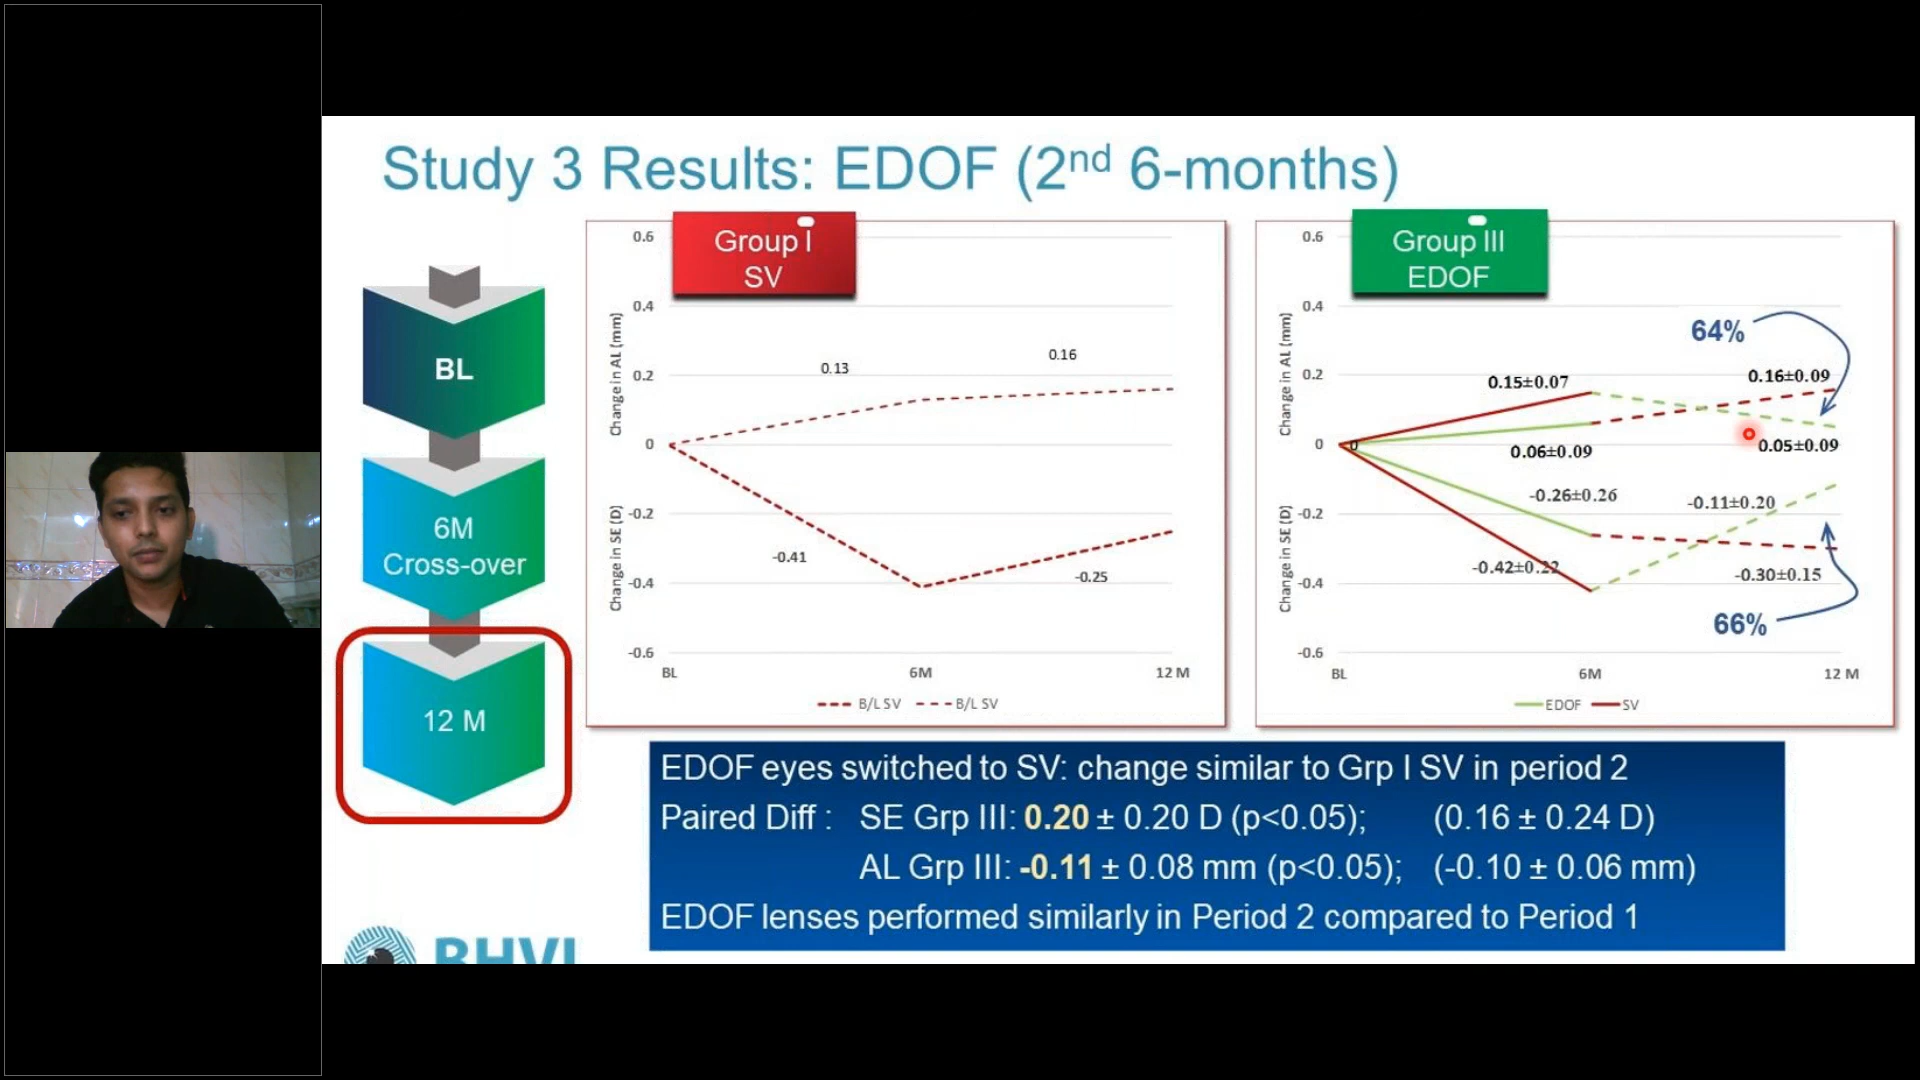 Study 3 Results: EDOF (2nd 6-months)
BL
6M
Cross-over
12 M
Group I
SV
0.6
0.4
0.2
0
-0.2
-0.4
-0.6
Change in AL (mm)
Change in SE (D)
0.13
0.16
-0.41
-0.25
BL
6M
12 M
B/L SV
B/L SV
Group III
EDOF
0.6
0.4
0.2
0
-0.2
-0.4
-0.6
Change in AL (mm)
Change in SE (D)
64%
0.15±0.07
0.16±0.09
0
0.06±0.09
0.05±0.09
-0.26±0.26
-0.11±0.20
-0.42±0.22
-0.30±0.15
66%
BL
6M
12 M
EDOF
SV
EDOF eyes switched to SV: change similar to Grp I SV in period 2
Paired Diff : SE Grp III: 0.20 ± 0.20 D (p<0.05); (0.16 ± 0.24 D)
AL Grp III: -0.11 ± 0.08 mm (p<0.05); (-0.10 ± 0.06 mm)
EDOF lenses performed similarly in Period 2 compared to Period 1
BHVI